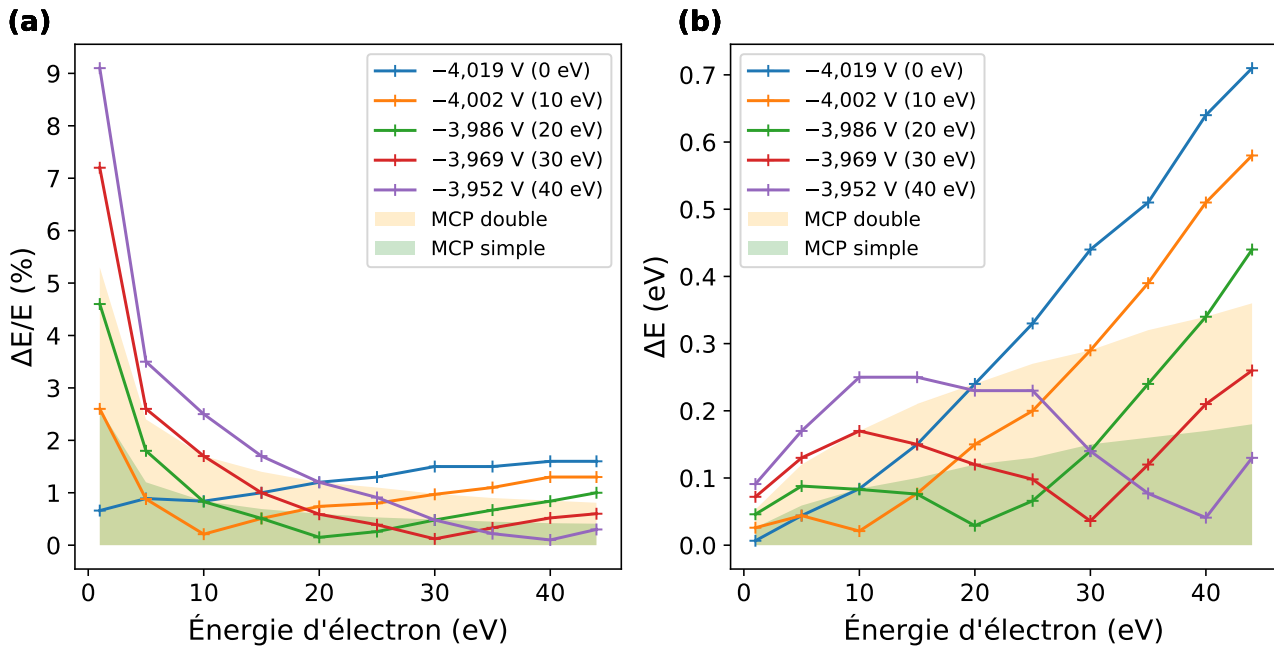 (a)
ΔE/E (%)
9
8
7
6
5
4
3
2
1
0
0 10 20 30 40
Énergie d'électron (eV)
−4,019 V (0 eV)
−4,002 V (10 eV)
−3,986 V (20 eV)
−3,969 V (30 eV)
−3,952 V (40 eV)
MCP double
MCP simple
(b)
ΔE (eV)
0.7
0.6
0.5
0.4
0.3
0.2
0.1
0.0
0 10 20 30 40
Énergie d'électron (eV)
−4,019 V (0 eV)
−4,002 V (10 eV)
−3,986 V (20 eV)
−3,969 V (30 eV)
−3,952 V (40 eV)
MCP double
MCP simple